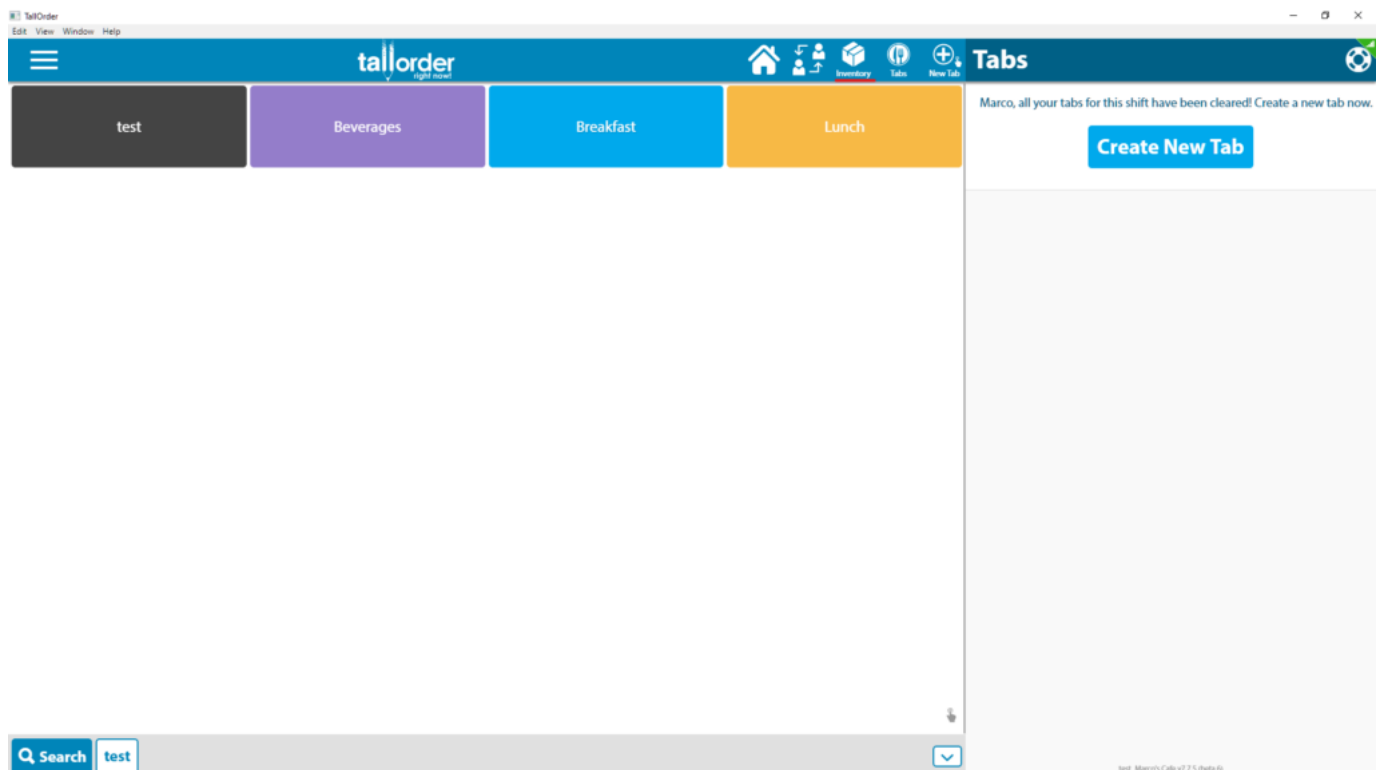 TallOrder
Edit View Window Help
tallorder
right now!
Inventory
Tabs
New Tab
Tabs
test
Beverages
Breakfast
Lunch
Marco, all your tabs for this shift have been cleared! Create a new tab now.
Create New Tab
Search
test